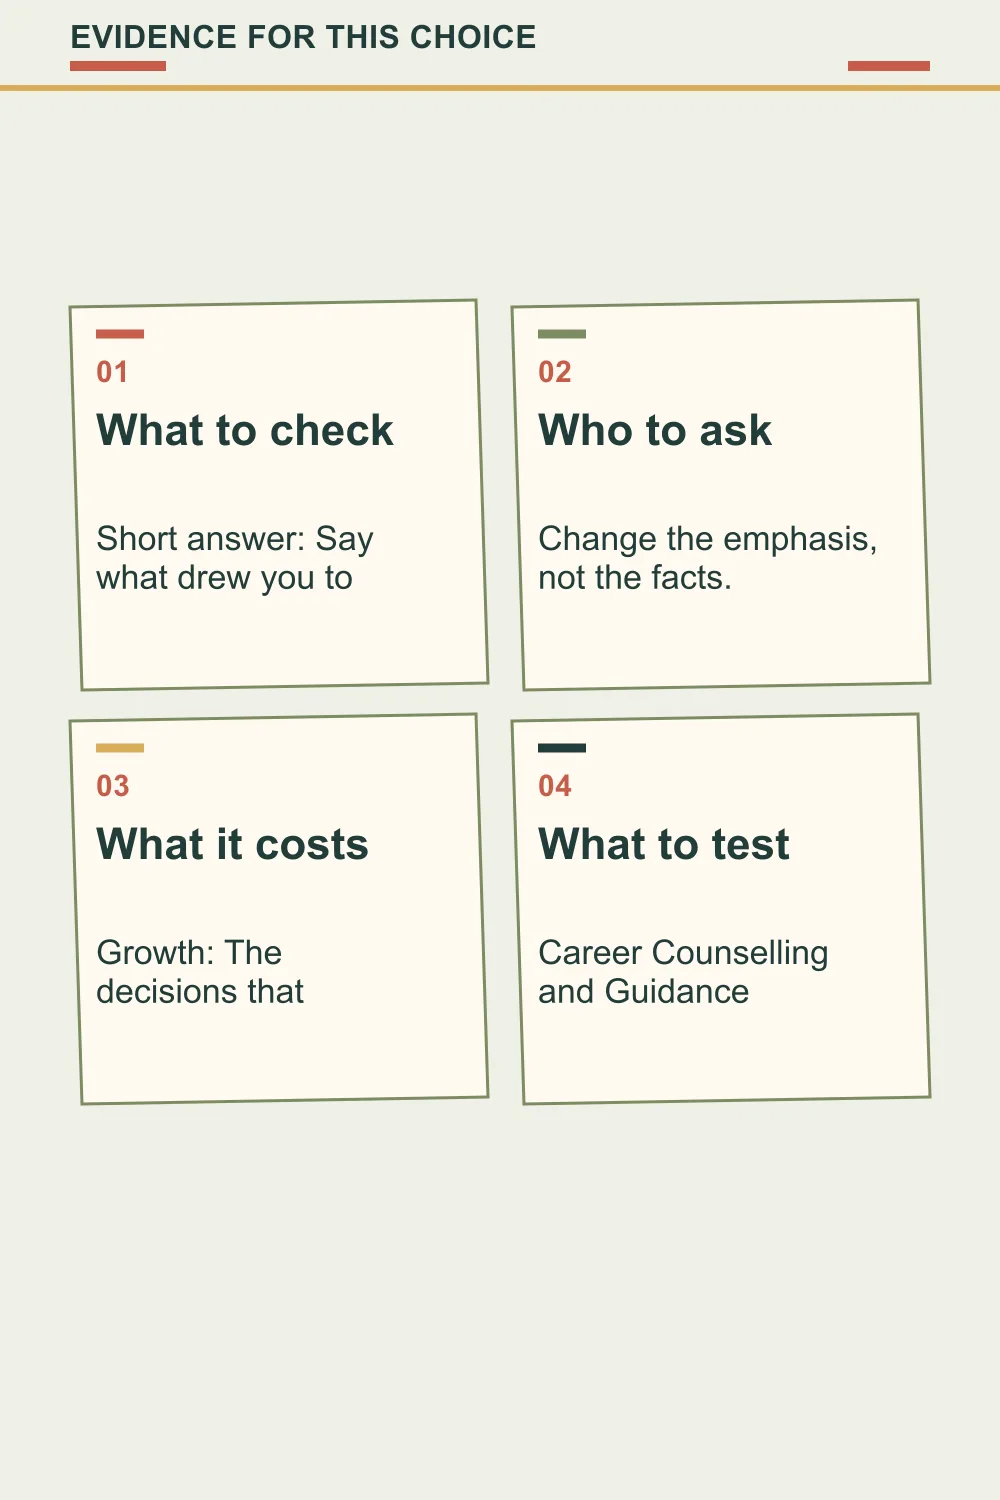 EVIDENCE FOR THIS CHOICE
01
What to check
Short answer: Say
what drew you to
02
Who to ask
Change the emphasis,
not the facts.
03
What it costs
Growth: The
decisions that
04
What to test
Career Counselling
and Guidance